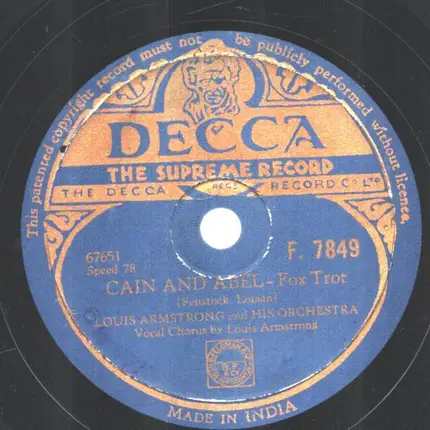 This patented copyright record must not be publicly performed without licence.
DECCA
THE SUPREME RECORD
THE DECCA REGD. RECORD Co. LTD.
67651
Speed 78
F. 7849
CAIN AND ABEL - Fox Trot
LOUIS ARMSTRONG and HIS ORCHESTRA
Vocal Chorus by Louis Armstrong
MADE IN INDIA